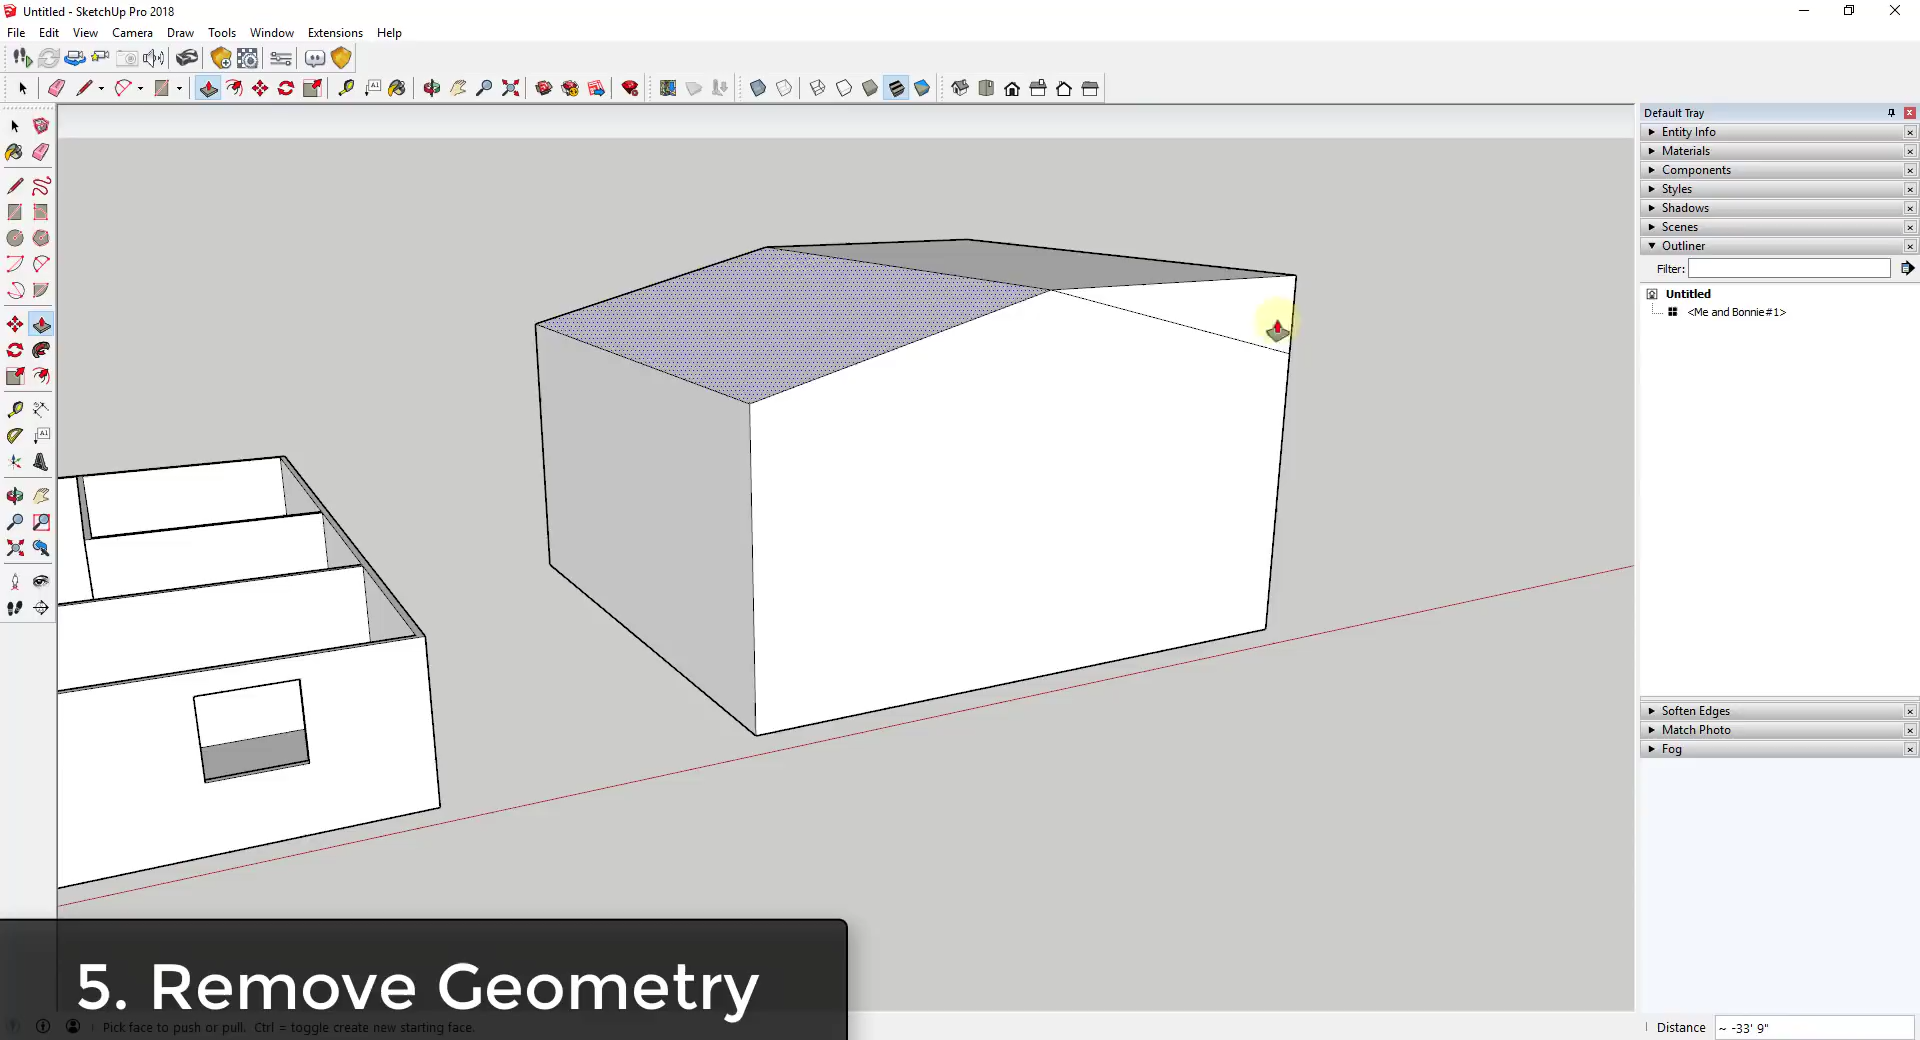 Untitled - SketchUp Pro 2018
File Edit View Camera Draw Tools Window Extensions Help
A1
Default Tray
Entity Info
Materials
Components
Styles
Shadows
Scenes
Outliner
Filter:
Untitled
<Me and Bonnie#1>
A1
Soften Edges
Match Photo
Fog
5. Remove Geometry
Pick face to push or pull. Ctrl = toggle create new starting face.
Distance ~ -33' 9"